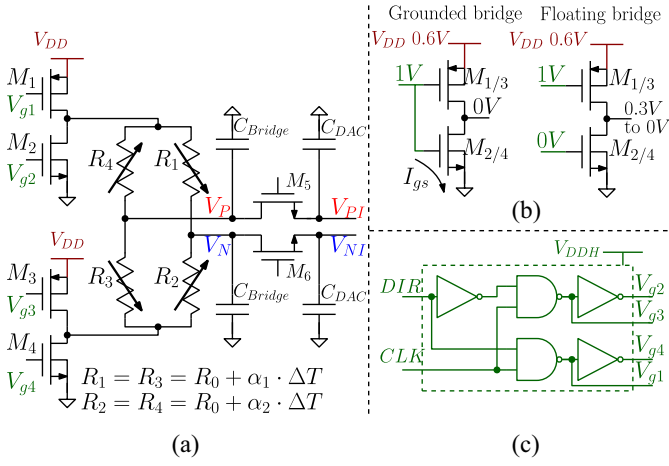 V_DD
M_1
V_g1
M_2
V_g2
R_4
R_1
C_Bridge
C_DAC
M_5
V_P
V_PI
V_N
V_NI
M_6
C_Bridge
C_DAC
V_DD
M_3
V_g3
M_4
V_g4
R_3
R_2
R_1 = R_3 = R_0 + α_1 · ΔT
R_2 = R_4 = R_0 + α_2 · ΔT
(a)
Grounded bridge
V_DD 0.6V
1V
M_1/3
0V
M_2/4
I_gs
Floating bridge
V_DD 0.6V
1V
M_1/3
0.3V
to 0V
0V
M_2/4
(b)
V_DDH
DIR
CLK
V_g2
V_g3
V_g4
V_g1
(c)